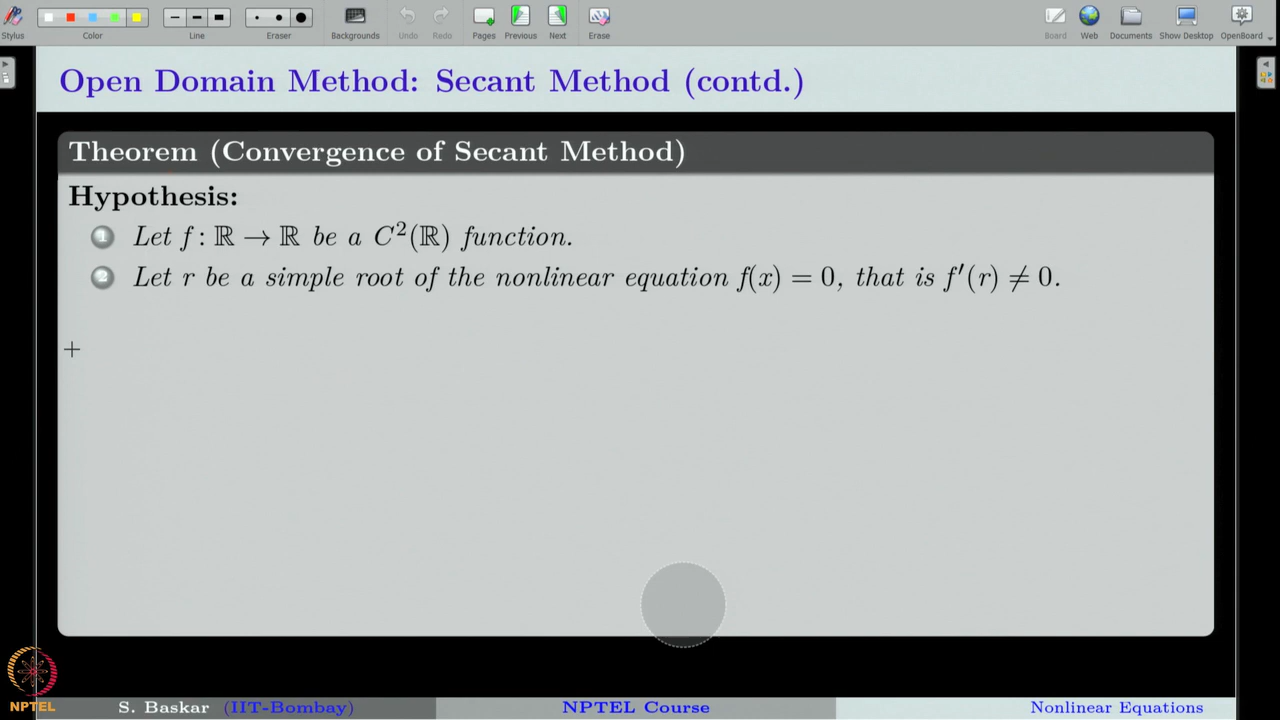 Stylus
Color
Line
Eraser
Backgrounds
Undo
Redo
Pages
Previous
Next
Erase
Board
Web
Documents
Show Desktop
OpenBoard
Open Domain Method: Secant Method (contd.)
Theorem (Convergence of Secant Method)
Hypothesis:
1 Let f: ℝ → ℝ be a C²(ℝ) function.
2 Let r be a simple root of the nonlinear equation f(x) = 0, that is f′(r) ≠ 0.
NPTEL
S. Baskar (IIT-Bombay)
NPTEL Course
Nonlinear Equations